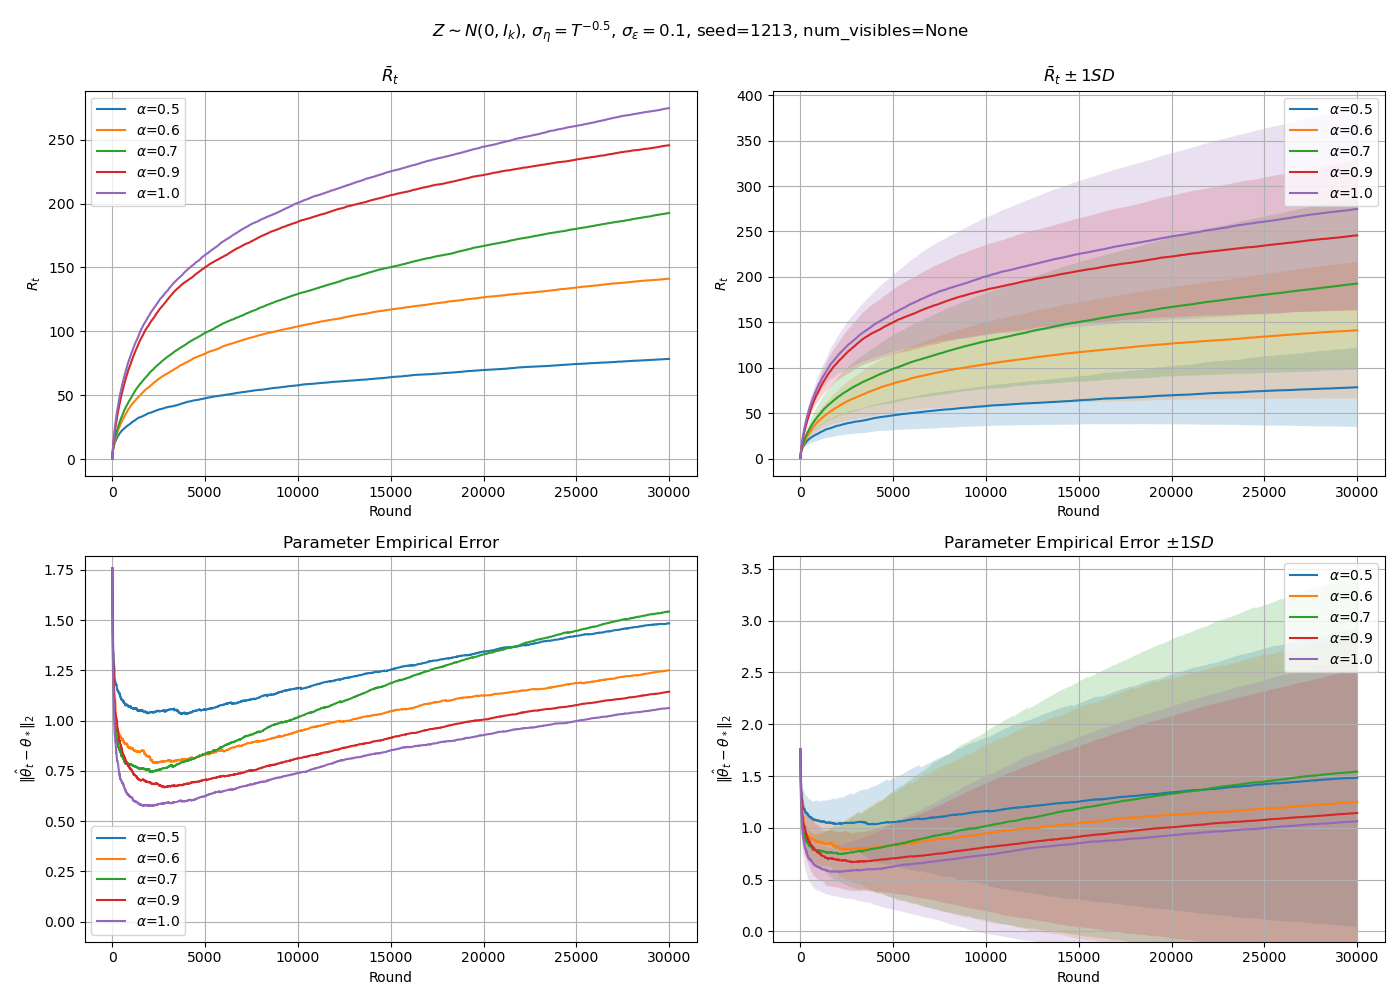 Z ∼ N(0, I_k), σ_η = T^{−0.5}, σ_ε = 0.1, seed=1213, num_visibles=None
R̄_t
R_t
250
200
150
100
50
0
α=0.5
α=0.6
α=0.7
α=0.9
α=1.0
0 5000 10000 15000 20000 25000 30000
Round
R̄_t ± 1SD
R_t
400
350
300
250
200
150
100
50
0
α=0.5
α=0.6
α=0.7
α=0.9
α=1.0
0 5000 10000 15000 20000 25000 30000
Round
Parameter Empirical Error
‖θ̂_t − θ_*‖_2
1.75
1.50
1.25
1.00
0.75
0.50
0.25
0.00
α=0.5
α=0.6
α=0.7
α=0.9
α=1.0
0 5000 10000 15000 20000 25000 30000
Round
Parameter Empirical Error ±1SD
‖θ̂_t − θ_*‖_2
3.5
3.0
2.5
2.0
1.5
1.0
0.5
0.0
α=0.5
α=0.6
α=0.7
α=0.9
α=1.0
0 5000 10000 15000 20000 25000 30000
Round